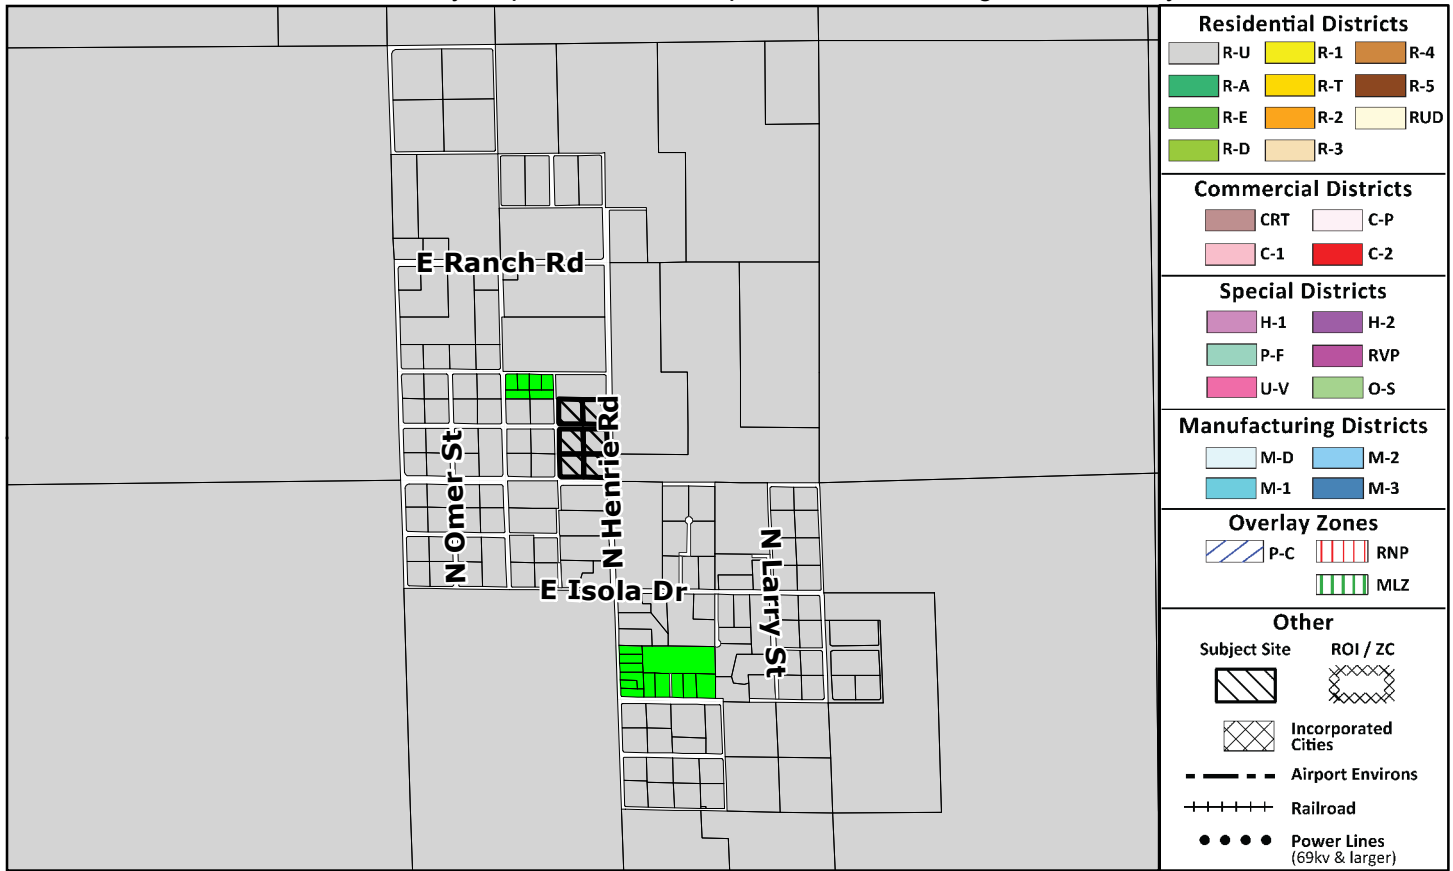 E Ranch Rd
N Omer St
N Henrie Rd
E Isola Dr
N Larry St
Residential Districts
R-U R-1 R-4
R-A R-T R-5
R-E R-2 RUD
R-D R-3
Commercial Districts
CRT C-P
C-1 C-2
Special Districts
H-1 H-2
P-F RVP
U-V O-S
Manufacturing Districts
M-D M-2
M-1 M-3
Overlay Zones
P-C RNP
MLZ
Other
Subject Site ROI / ZC
Incorporated
Cities
Airport Environs
Railroad
Power Lines
(69kv & larger)